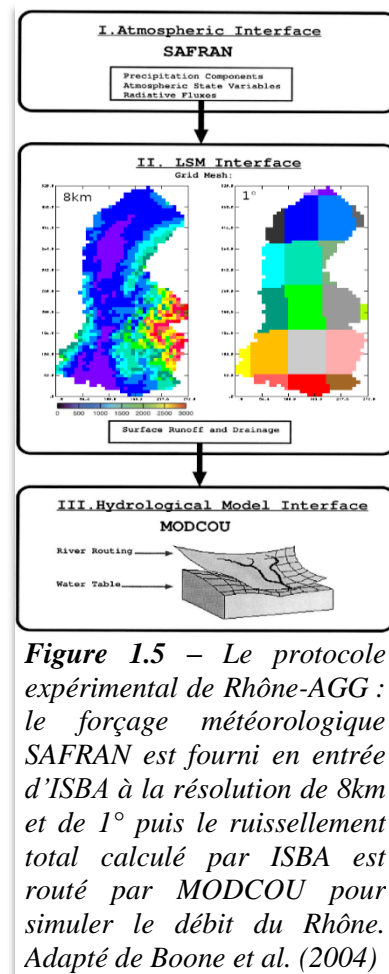 I.Atmospheric Interface
SAFRAN
Precipitation Components
Atmospheric State Variables
Radiative Fluxes
II. LSM Interface
Grid Mesh:
8km
1°
0 500 1000 1500 2000 2500 3000
Surface Runoff and Drainage
III.Hydrological Model Interface
MODCOU
River Routing
Water Table
Figure 1.5 – Le protocole
expérimental de Rhône-AGG :
le forçage météorologique
SAFRAN est fourni en entrée
d'ISBA à la résolution de 8km
et de 1° puis le ruissellement
total calculé par ISBA est
routé par MODCOU pour
simuler le débit du Rhône.
Adapté de Boone et al. (2004)